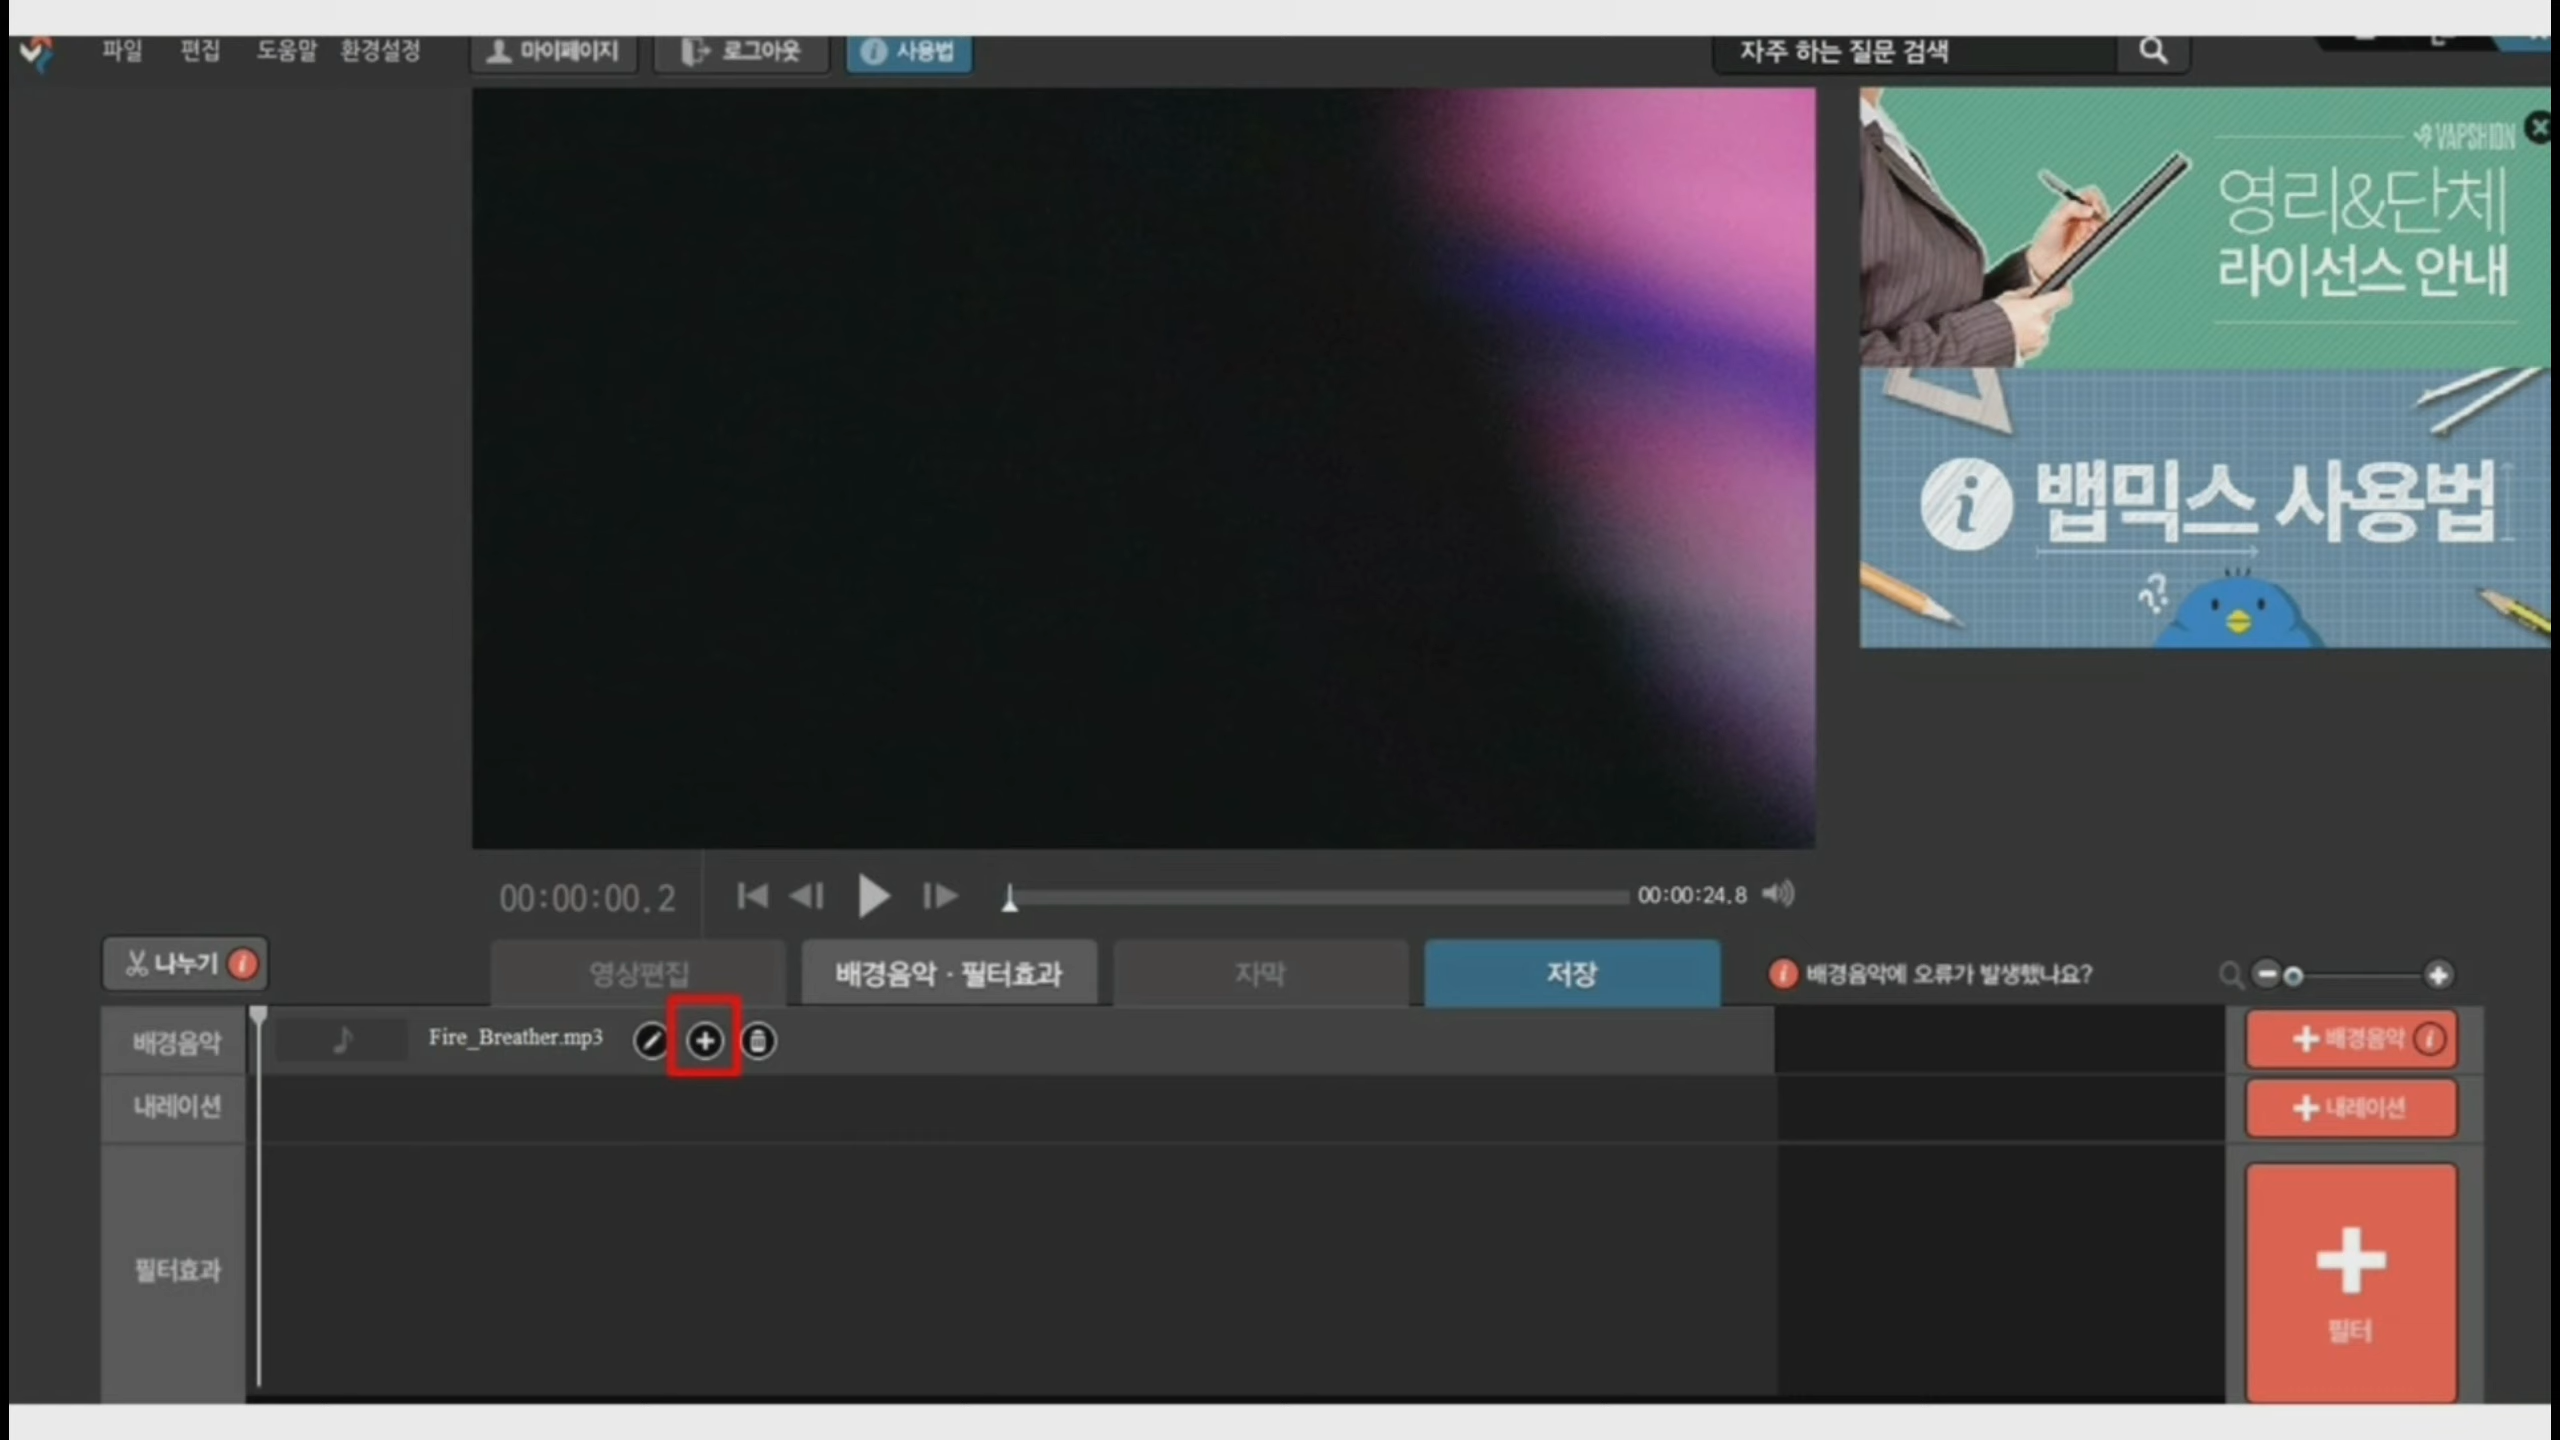 파일 편집 도움말 환경설정 마이페이지 로그아웃 i 사용법 자주 하는 질문 검색
VAPSHION
영리&단체
라이선스 안내
i 뱁믹스 사용법
??
00:00:00.2 00:00:24.8
나누기 i 영상편집 배경음악 · 필터효과 자막 저장 i 배경음악에 오류가 발생했나요?
배경음악 Fire_Breather.mp3 배경음악 i
내레이션 내레이션
필터효과
필터